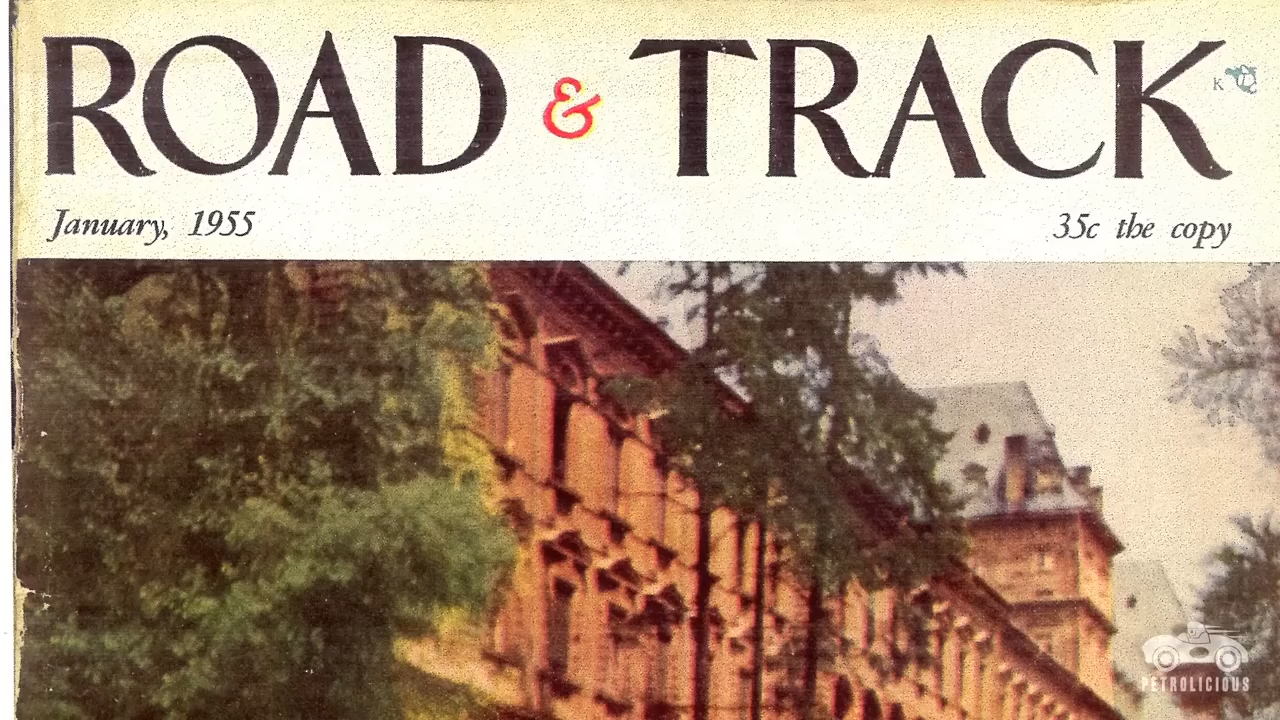 ROAD & TRACK
K
January, 1955
35c the copy
PETROLICIOUS